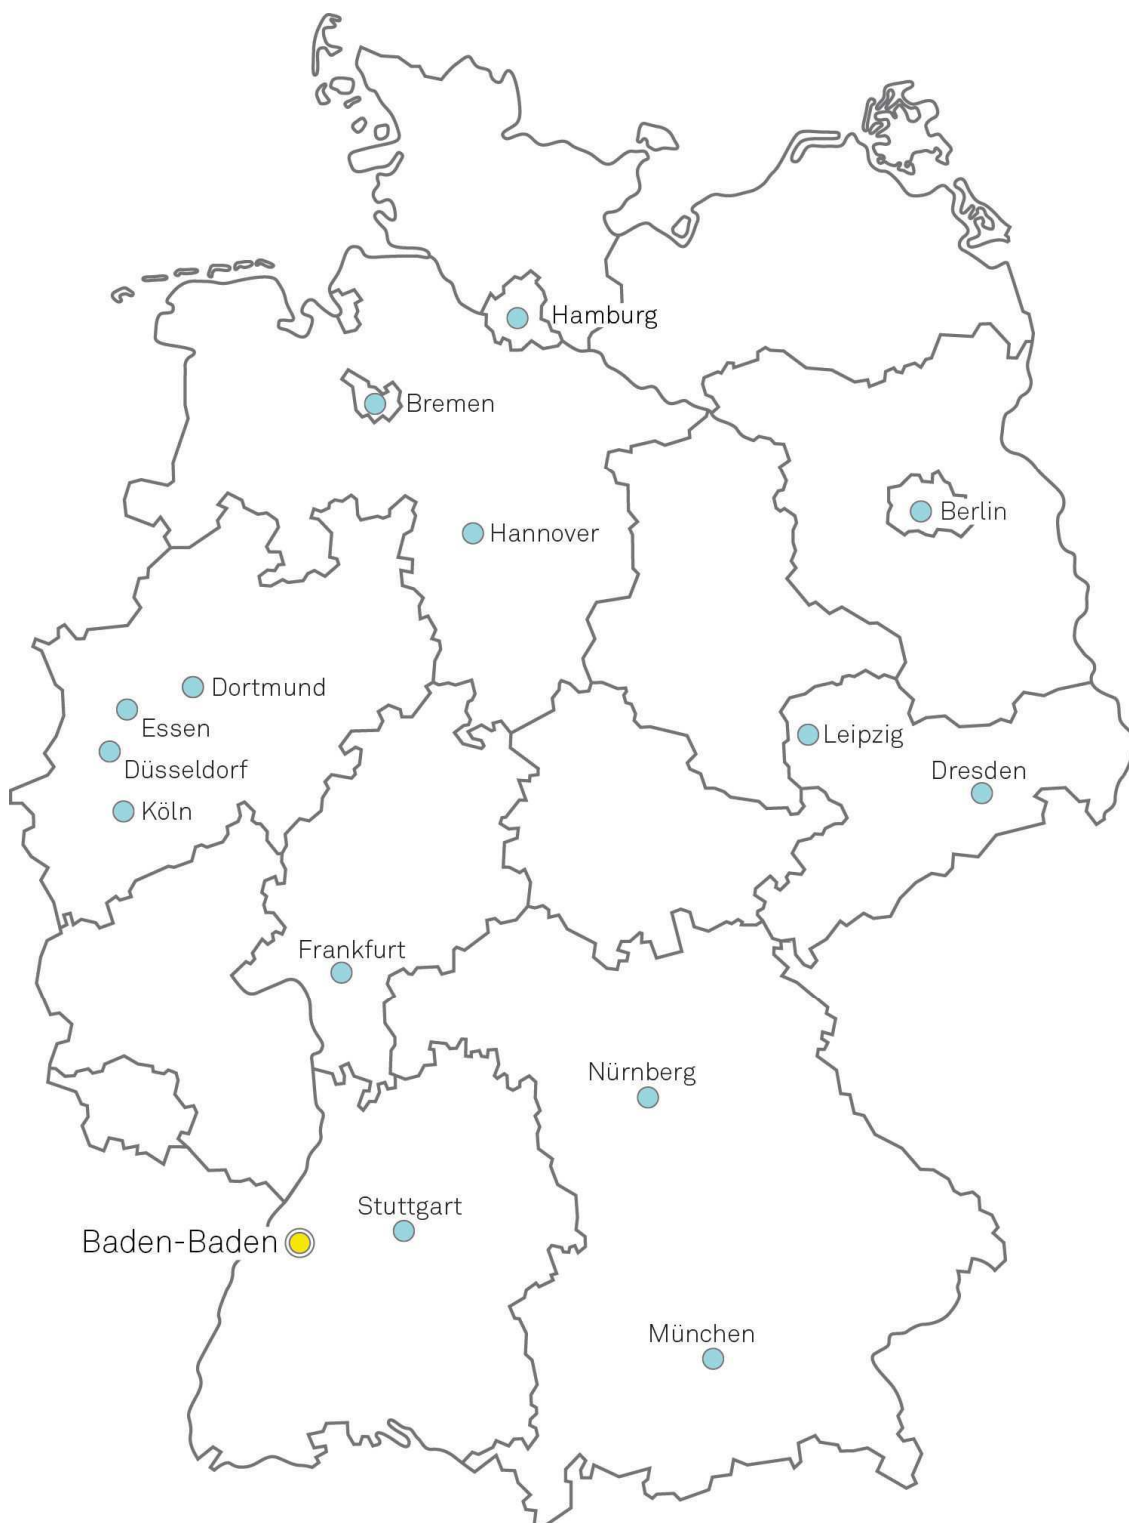 Hamburg
Bremen
Berlin
Hannover
Dortmund
Essen
Leipzig
Düsseldorf
Dresden
Köln
Frankfurt
Nürnberg
Stuttgart
Baden-Baden
München